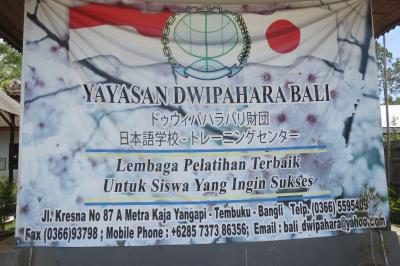 YAYASAN DWIPAHARA BALI
ドゥウィパハラバリ財団
日本語学校 - トレーニングセンター
Lembaga Pelatihan Terbaik
Untuk Siswa Yang Ingin Sukses
Jl. Kresna No 87 A Metra Kaja Yangapi - Tembuku - Bangli Telp. (0366)
Fax (0366)93798 ; Mobile Phone : +6285 7373 86356; Email : bali_dwipahara@yahoo.com